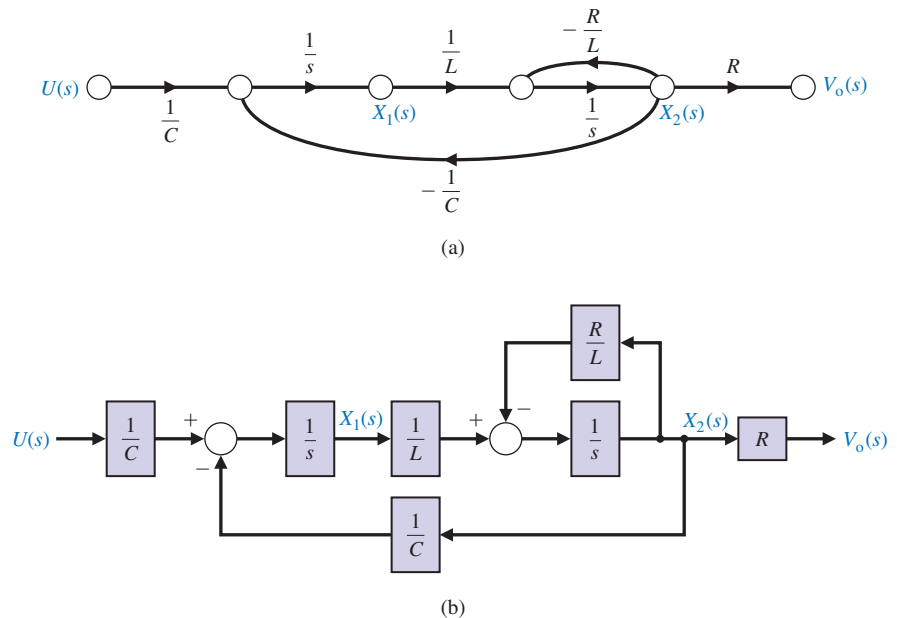 − R/L
1/s
1/L
R
U(s)
V_o(s)
1/C
X_1(s)
1/s
X_2(s)
− 1/C
(a)
R/L
−
+
X_1(s)
+
X_2(s)
U(s)
1/C
1/s
1/L
1/s
R
V_o(s)
−
1/C
(b)